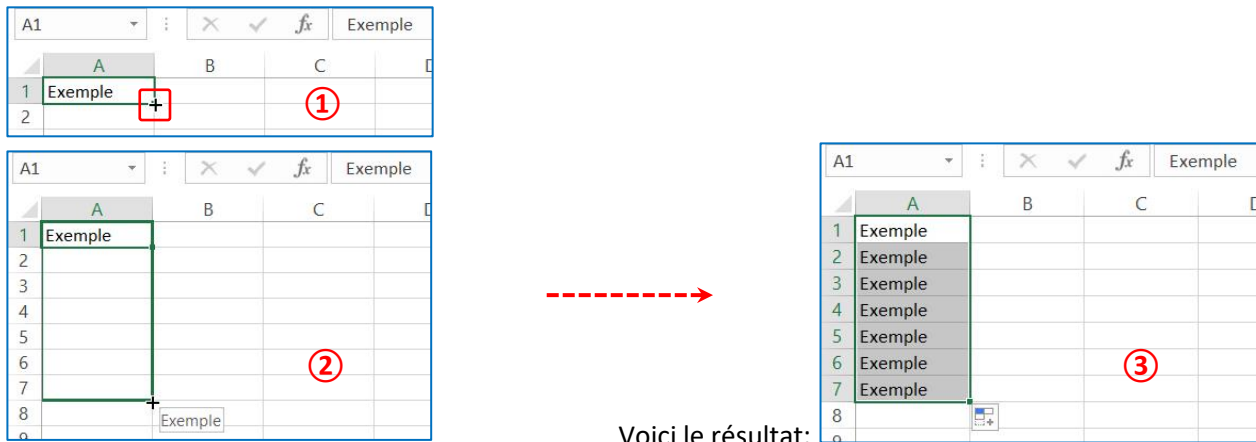 A1 fx Exemple
A B C D
1 Exemple
2
①
A1 fx Exemple
A B C D
1 Exemple
2
3
4
5
6
7
8
9
②
Exemple
Voici le résultat:
A1 fx Exemple
A B C D
1 Exemple
2 Exemple
3 Exemple
4 Exemple
5 Exemple
6 Exemple
7 Exemple
8
9
③